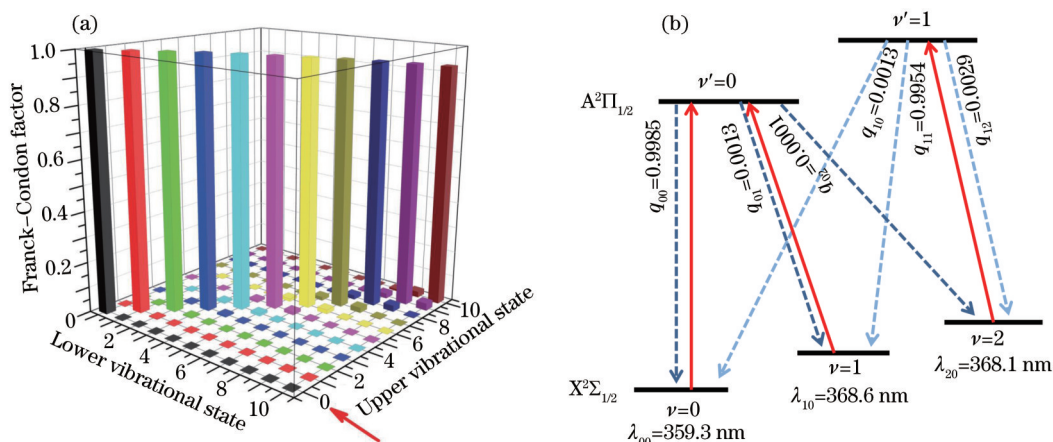 (a)
1.0
0.8
0.6
0.4
0.2
0
Franck–Condon factor
2
4
6
8
10
Lower vibrational state
0
2
4
6
8
10
Upper vibrational state
(b)
ν′=1
ν′=0
A²Π₁/₂
q₀₀=0.9985
q₀₁=0.0013
q₀₂=0.0001
q₁₀=0.0013
q₁₁=0.9954
q₁₂=0.0029
ν=2
λ₂₀=368.1 nm
ν=1
λ₁₀=368.6 nm
X²Σ₁/₂
ν=0
λ₀₀=359.3 nm